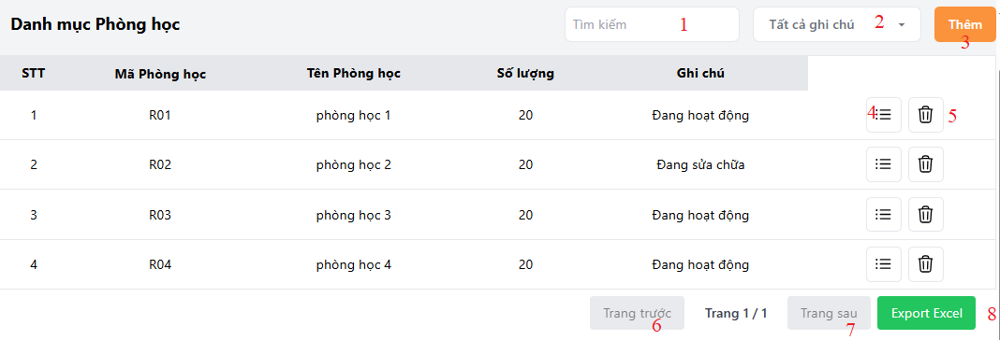 Danh mục Phòng học
Tìm kiếm 1
Tất cả ghi chú 2
Thêm
3
STT Mã Phòng học Tên Phòng học Số lượng Ghi chú
1 R01 phòng học 1 20 Đang hoạt động 4 5
2 R02 phòng học 2 20 Đang sửa chữa
3 R03 phòng học 3 20 Đang hoạt động
4 R04 phòng học 4 20 Đang hoạt động
Trang trước Trang 1 / 1 Trang sau Export Excel 8
6 7